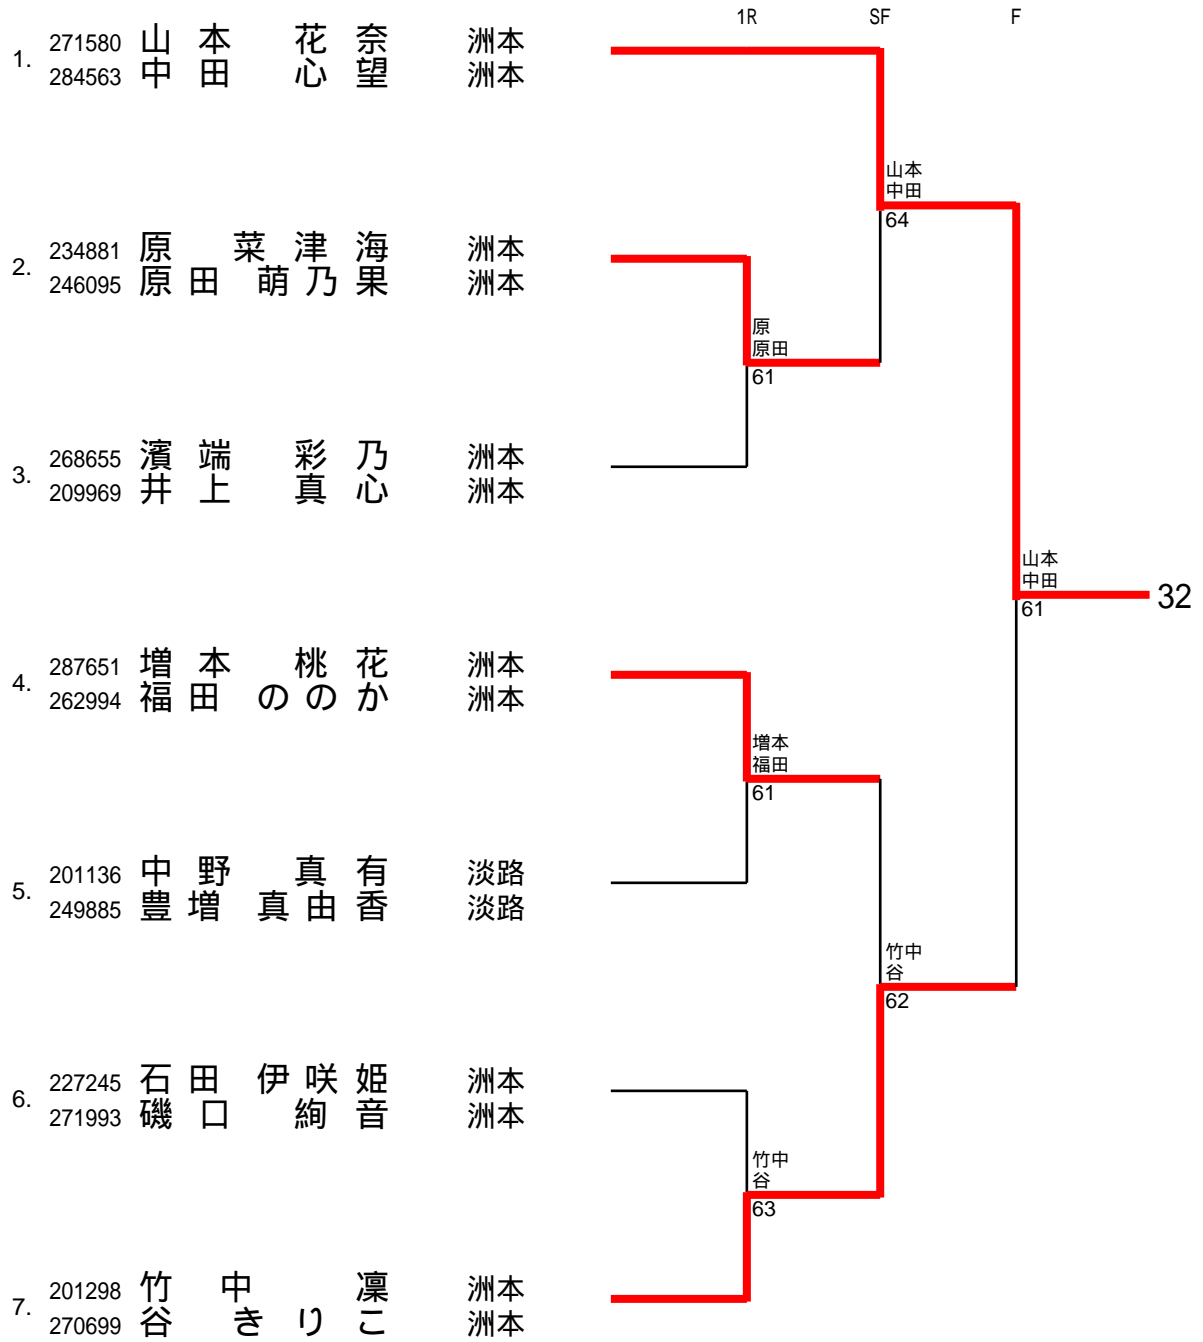 1R SF F
1. 271580 山本 花奈 洲本
284563 中田 心望 洲本
山本
中田
64
2. 234881 原 菜津海 洲本
246095 原田 萌乃果 洲本
原
原田
61
3. 268655 濱端 彩乃 洲本
209969 井上 真心 洲本
山本
中田
61
32
4. 287651 増本 桃花 洲本
262994 福田 ののか 洲本
増本
福田
61
5. 201136 中野 真有 淡路
249885 豊増 真由香 淡路
竹中
谷
62
6. 227245 石田 伊咲姫 洲本
271993 磯口 絢音 洲本
竹中
谷
63
7. 201298 竹中 凜 洲本
270699 谷 きりこ 洲本